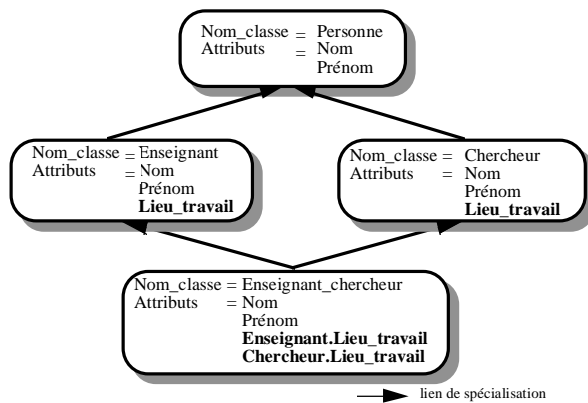 Nom_classe = Personne
Attributs = Nom
Prénom
Nom_classe = Enseignant
Attributs = Nom
Prénom
Lieu_travail
Nom_classe = Chercheur
Attributs = Nom
Prénom
Lieu_travail
Nom_classe = Enseignant_chercheur
Attributs = Nom
Prénom
Enseignant.Lieu_travail
Chercheur.Lieu_travail
lien de spécialisation